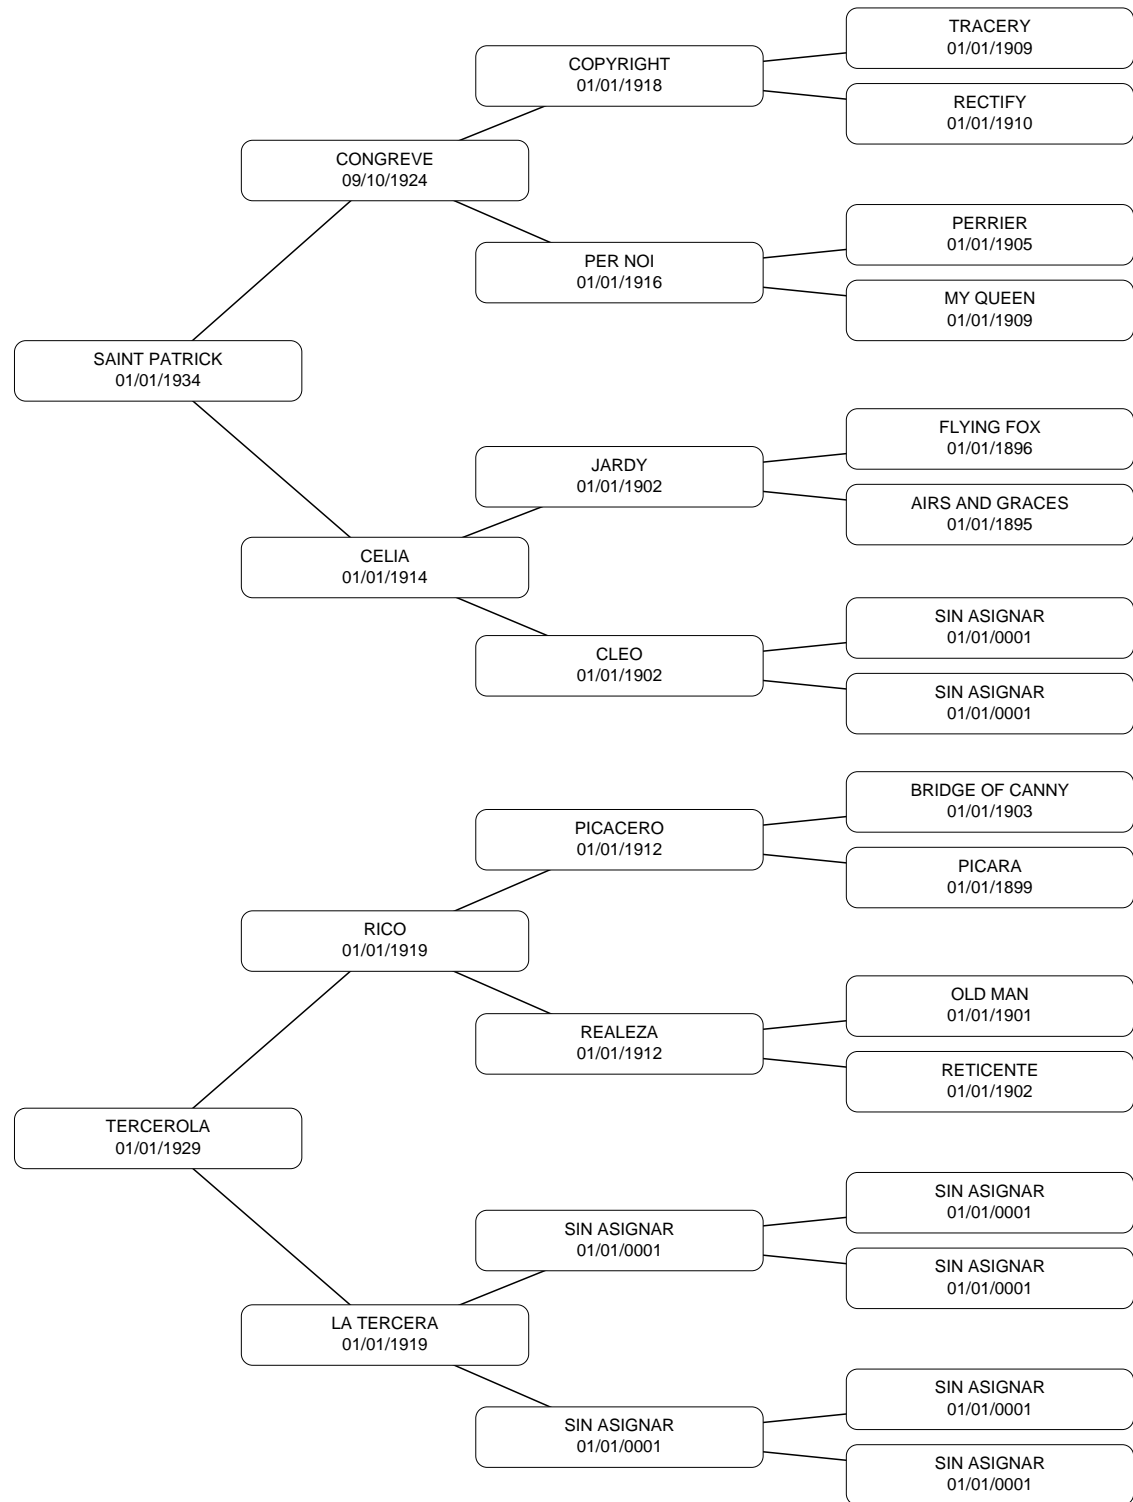 TRACERY
01/01/1909
COPYRIGHT
01/01/1918
RECTIFY
01/01/1910
CONGREVE
09/10/1924
PERRIER
01/01/1905
PER NOI
01/01/1916
MY QUEEN
01/01/1909
SAINT PATRICK
01/01/1934
FLYING FOX
01/01/1896
JARDY
01/01/1902
AIRS AND GRACES
01/01/1895
CELIA
01/01/1914
SIN ASIGNAR
01/01/0001
CLEO
01/01/1902
SIN ASIGNAR
01/01/0001
BRIDGE OF CANNY
01/01/1903
PICACERO
01/01/1912
PICARA
01/01/1899
RICO
01/01/1919
OLD MAN
01/01/1901
REALEZA
01/01/1912
RETICENTE
01/01/1902
TERCEROLA
01/01/1929
SIN ASIGNAR
01/01/0001
SIN ASIGNAR
01/01/0001
SIN ASIGNAR
01/01/0001
LA TERCERA
01/01/1919
SIN ASIGNAR
01/01/0001
SIN ASIGNAR
01/01/0001
SIN ASIGNAR
01/01/0001